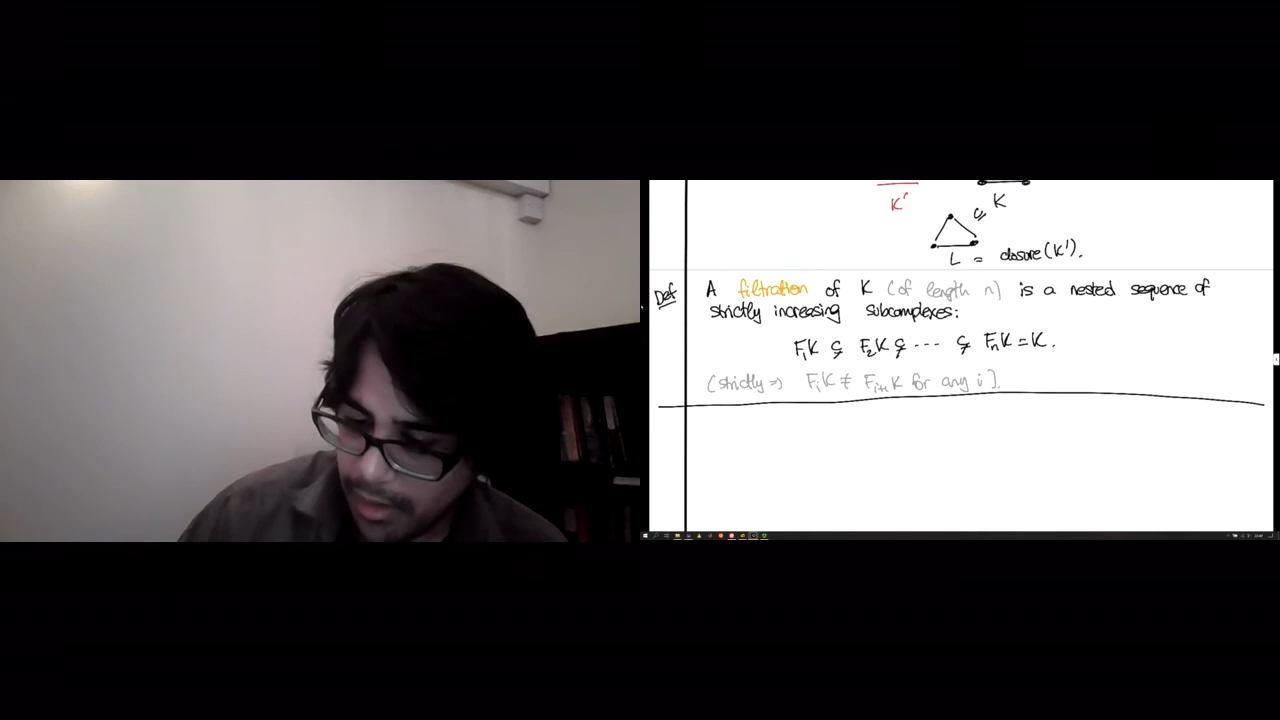 K'
⊊ K
L = closure(K').
Def A filtration of K (of length n) is a nested sequence of
strictly increasing subcomplexes:
F₁K ⊊ F₂K ⊊ ··· ⊊ FₙK = K.
(strictly ⇒ FᵢK ≠ Fᵢ₊₁K for any i).